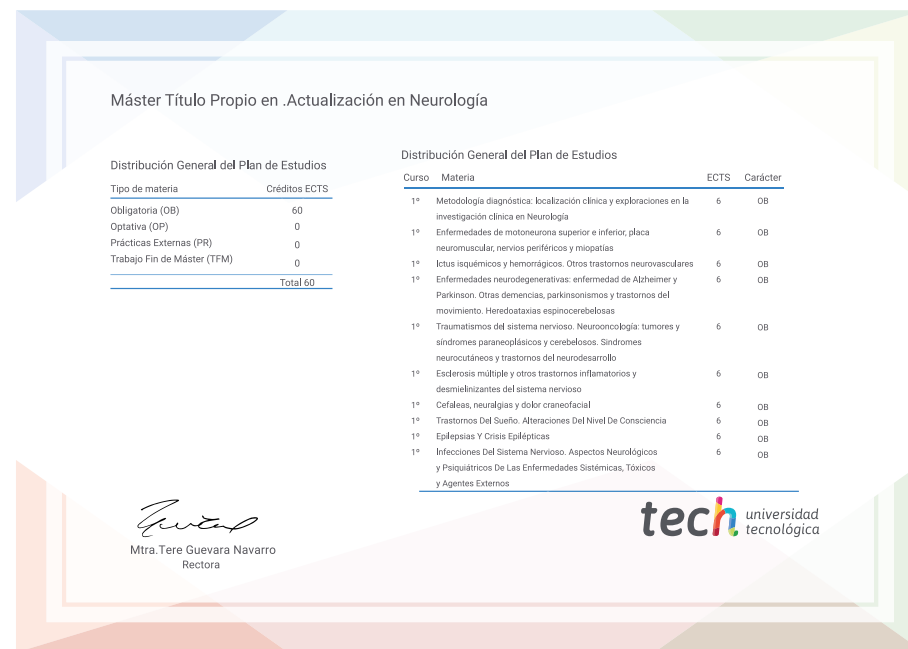 Máster Título Propio en .Actualización en Neurología
Distribución General del Plan de Estudios
Tipo de materia Créditos ECTS
Obligatoria (OB) 60
Optativa (OP) 0
Prácticas Externas (PR) 0
Trabajo Fin de Máster (TFM) 0
Total 60
Distribución General del Plan de Estudios
Curso Materia ECTS Carácter
1º Metodología diagnóstica: localización clínica y exploraciones en la 6 OB
investigación clínica en Neurología
1º Enfermedades de motoneurona superior e inferior, placa 6 OB
neuromuscular, nervios periféricos y miopatías
1º Ictus isquémicos y hemorrágicos. Otros trastornos neurovasculares 6 OB
1º Enfermedades neurodegenerativas: enfermedad de Alzheimer y 6 OB
Parkinson. Otras demencias, parkinsonismos y trastornos del
movimiento. Heredoataxias espinocerebelosas
1º Traumatismos del sistema nervioso. Neurooncología: tumores y 6 OB
síndromes paraneoplásicos y cerebelosos. Sindromes
neurocutáneos y trastornos del neurodesarrollo
1º Esclerosis múltiple y otros trastornos inflamatorios y 6 OB
desmielinizantes del sistema nervioso
1º Cefaleas, neuralgias y dolor craneofacial 6 OB
1º Trastornos Del Sueño. Alteraciones Del Nivel De Consciencia 6 OB
1º Epilepsias Y Crisis Epilépticas 6 OB
1º Infecciones Del Sistema Nervioso. Aspectos Neurológicos 6 OB
y Psiquiátricos De Las Enfermedades Sistémicas, Tóxicos
y Agentes Externos
Mtra.Tere Guevara Navarro
Rectora
tech universidad
tecnológica